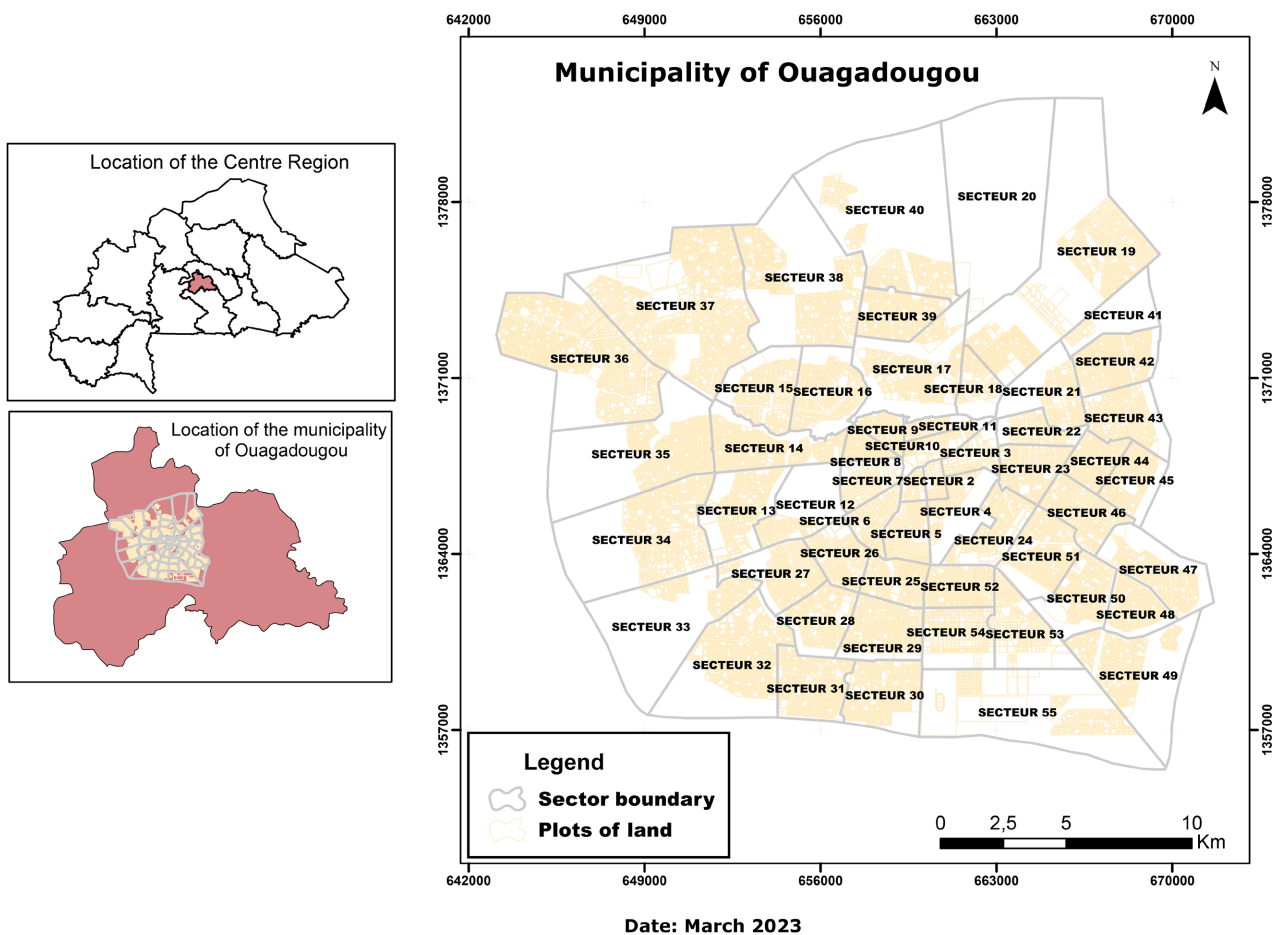 642000 649000 656000 663000 670000
Municipality of Ouagadougou
N
Location of the Centre Region
Location of the municipality
of Ouagadougou
1378000 1378000
1371000 1371000
1364000 1364000
1357000 1357000
SECTEUR 20
SECTEUR 40
SECTEUR 19
SECTEUR 38
SECTEUR 37
SECTEUR 39
SECTEUR 41
SECTEUR 36
SECTEUR 42
SECTEUR 17
SECTEUR 15
SECTEUR 16
SECTEUR 18
SECTEUR 21
SECTEUR 43
SECTEUR 9
SECTEUR 11
SECTEUR 22
SECTEUR 14
SECTEUR10
SECTEUR 35
SECTEUR 3
SECTEUR 8
SECTEUR 44
SECTEUR 23
SECTEUR 7
SECTEUR 2
SECTEUR 45
SECTEUR 12
SECTEUR 13
SECTEUR 4
SECTEUR 46
SECTEUR 6
SECTEUR 5
SECTEUR 34
SECTEUR 24
SECTEUR 26
SECTEUR 51
SECTEUR 47
SECTEUR 27
SECTEUR 25
SECTEUR 52
SECTEUR 50
SECTEUR 48
SECTEUR 28
SECTEUR 33
SECTEUR 54
SECTEUR 53
SECTEUR 29
SECTEUR 32
SECTEUR 49
SECTEUR 31
SECTEUR 30
SECTEUR 55
Legend
Sector boundary
Plots of land
0 2,5 5 10
Km
642000 649000 656000 663000 670000
Date: March 2023